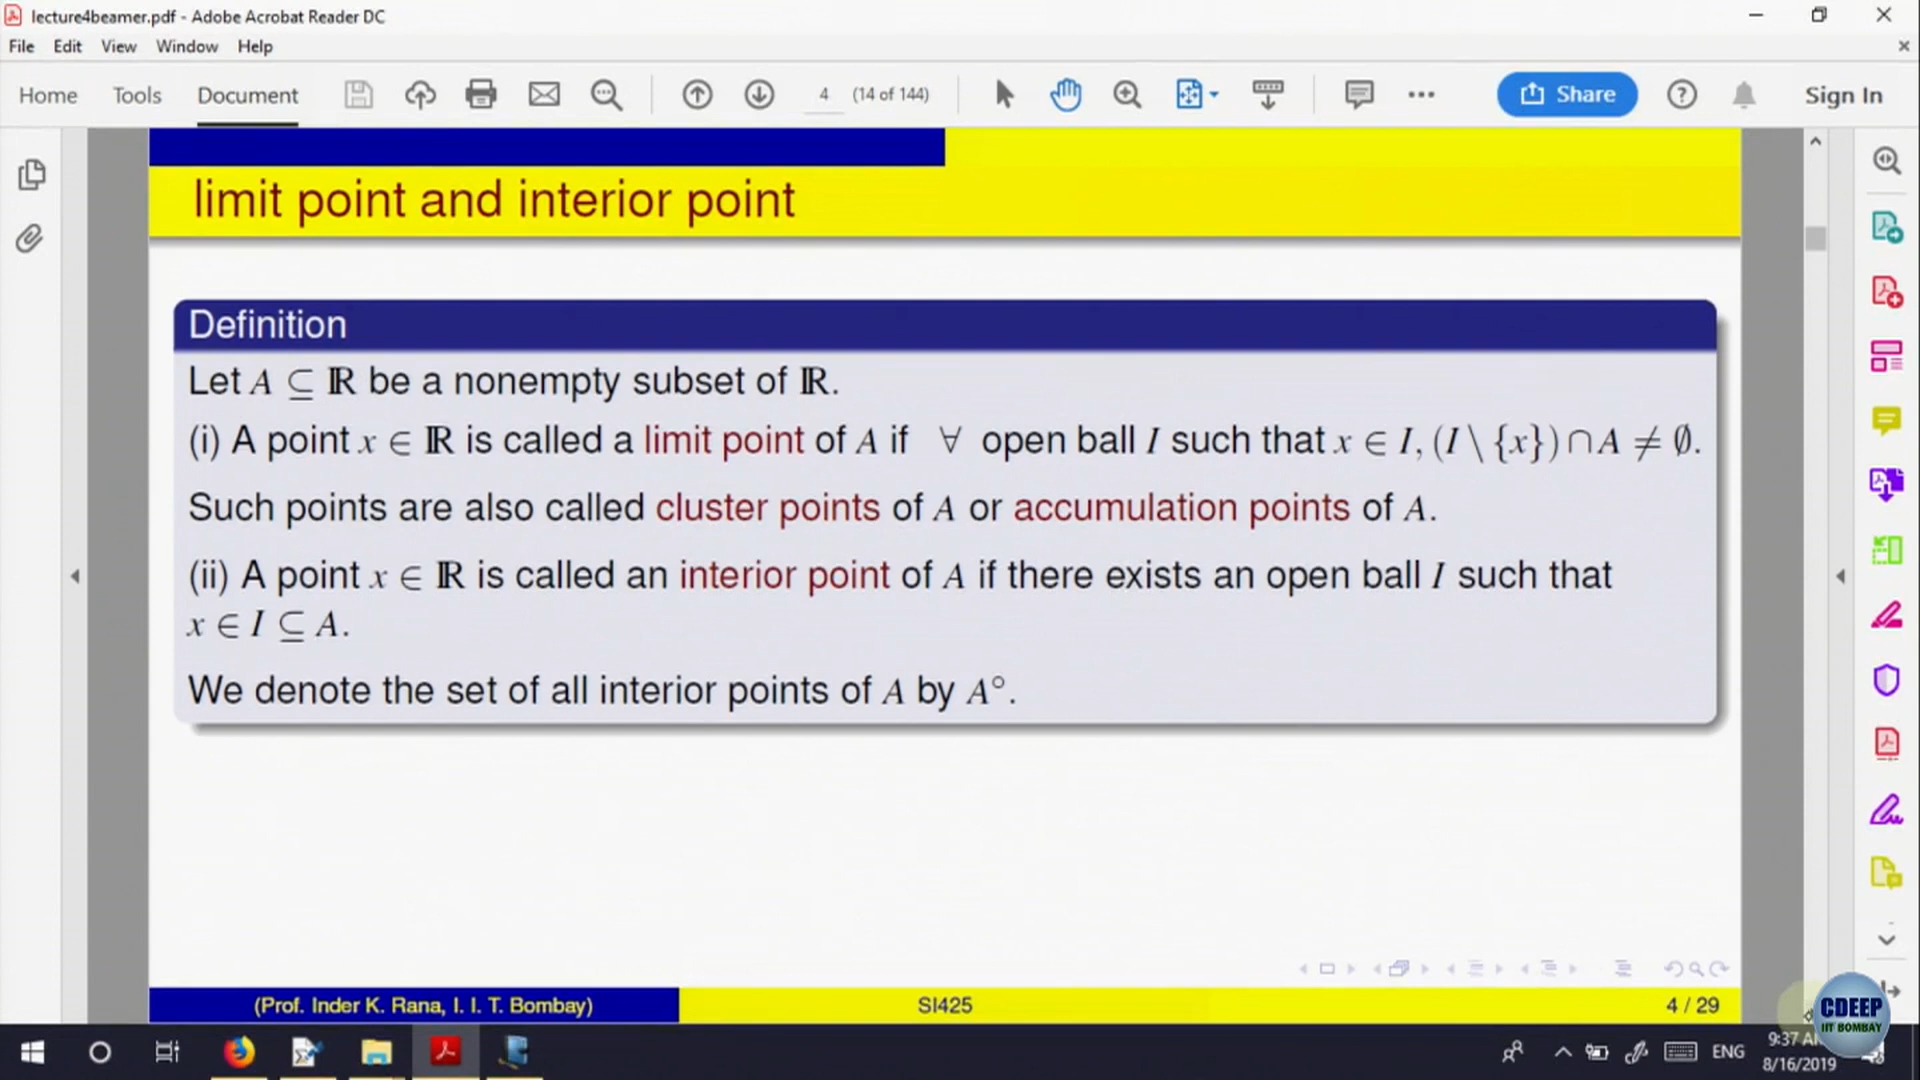 lecture4beamer.pdf - Adobe Acrobat Reader DC
File Edit View Window Help
Home Tools Document 4 (14 of 144) Share Sign In
limit point and interior point
Definition
Let A ⊆ ℝ be a nonempty subset of ℝ.
(i) A point x ∈ ℝ is called a limit point of A if ∀ open ball I such that x ∈ I, (I \ {x}) ∩ A ≠ ∅.
Such points are also called cluster points of A or accumulation points of A.
(ii) A point x ∈ ℝ is called an interior point of A if there exists an open ball I such that
x ∈ I ⊆ A.
We denote the set of all interior points of A by A°.
(Prof. Inder K. Rana, I. I. T. Bombay) SI425 4 / 29
CDEEP
IIT BOMBAY
ENG
9:37
8/16/2019